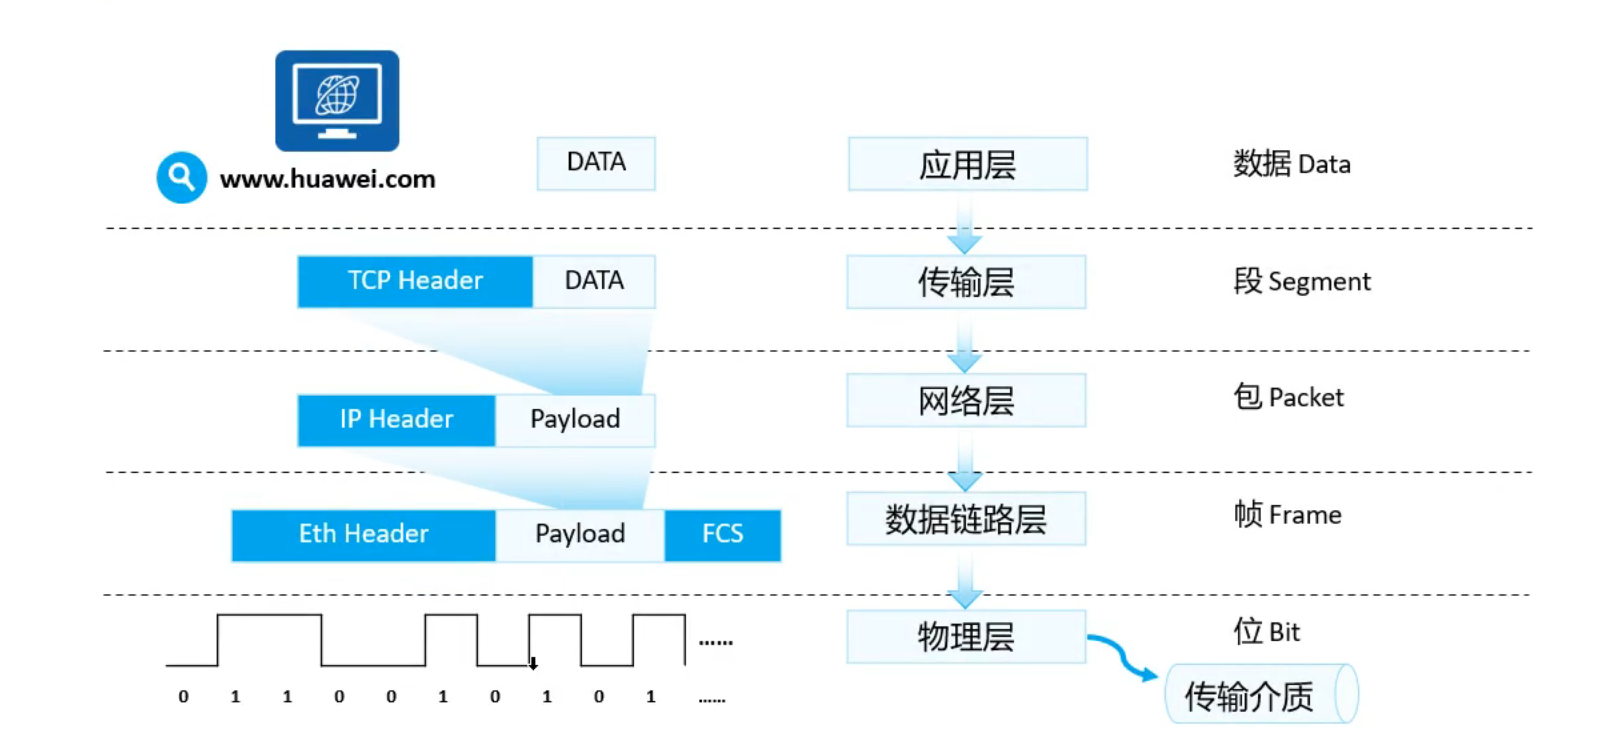 www.huawei.com
DATA
应用层
数据 Data
TCP Header
DATA
传输层
段 Segment
IP Header
Payload
网络层
包 Packet
Eth Header
Payload
FCS
数据链路层
帧 Frame
......
物理层
位 Bit
0 1 1 0 0 1 0 1 0 1 ......
传输介质